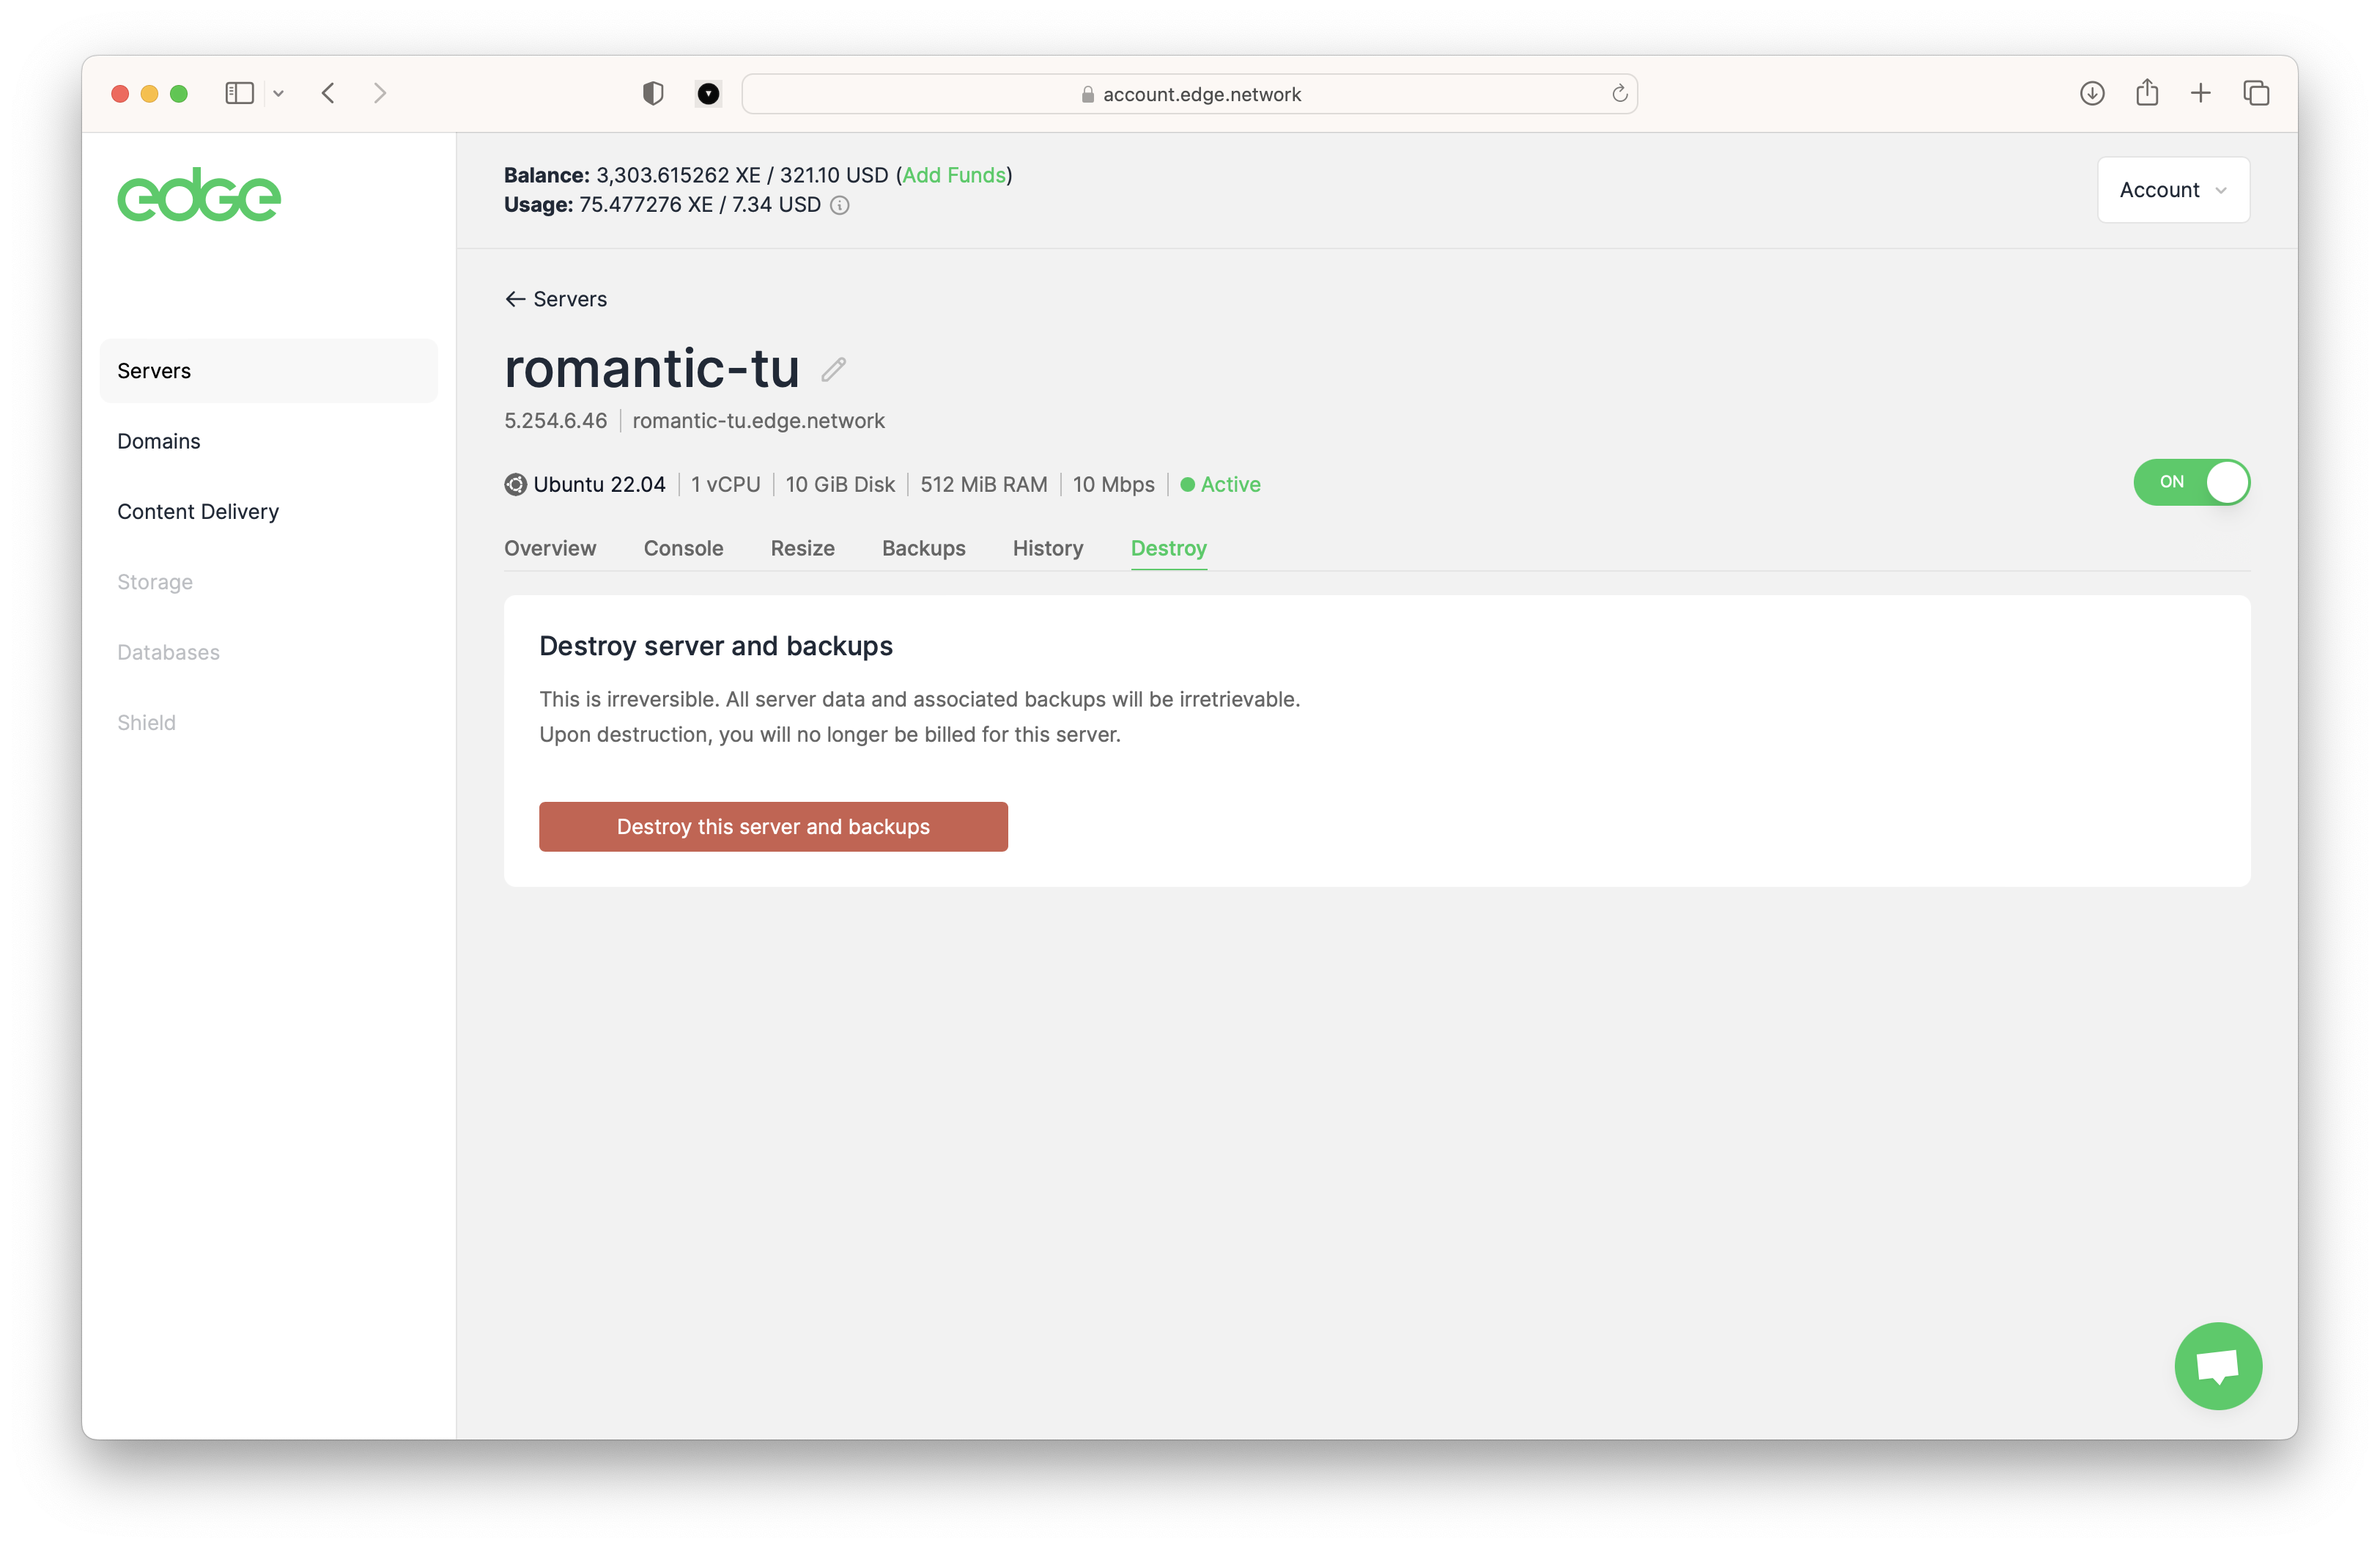 account.edge.network
edge
Balance: 3,303.615262 XE / 321.10 USD (Add Funds)
Usage: 75.477276 XE / 7.34 USD
Account
Servers
Domains
Content Delivery
Storage
Databases
Shield
← Servers
romantic-tu
5.254.6.46 | romantic-tu.edge.network
Ubuntu 22.04 | 1 vCPU | 10 GiB Disk | 512 MiB RAM | 10 Mbps | Active
ON
Overview Console Resize Backups History Destroy
Destroy server and backups
This is irreversible. All server data and associated backups will be irretrievable.
Upon destruction, you will no longer be billed for this server.
Destroy this server and backups